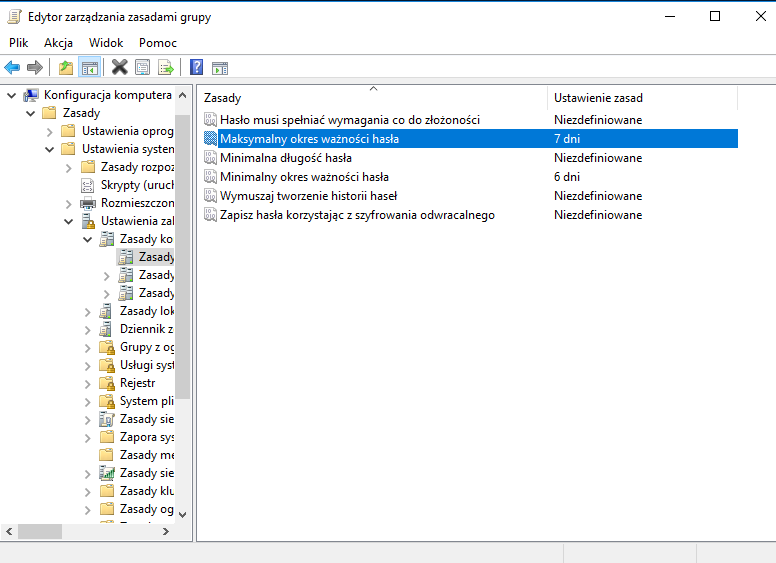 Edytor zarządzania zasadami grupy
Plik Akcja Widok Pomoc
Konfiguracja komputera
Zasady
Ustawienia oprog
Ustawienia system
Zasady rozpoz
Skrypty (uruch
Rozmieszczon
Ustawienia zab
Zasady ko
Zasady
Zasady
Zasady
Zasady lok
Dziennik z
Grupy z og
Usługi syst
Rejestr
System pli
Zasady sie
Zapora sys
Zasady me
Zasady sie
Zasady klu
Zasady og
Zasady Ustawienie zasad
Hasło musi spełniać wymagania co do złożoności Niezdefiniowane
Maksymalny okres ważności hasła 7 dni
Minimalna długość hasła Niezdefiniowane
Minimalny okres ważności hasła 6 dni
Wymuszaj tworzenie historii haseł Niezdefiniowane
Zapisz hasła korzystając z szyfrowania odwracalnego Niezdefiniowane